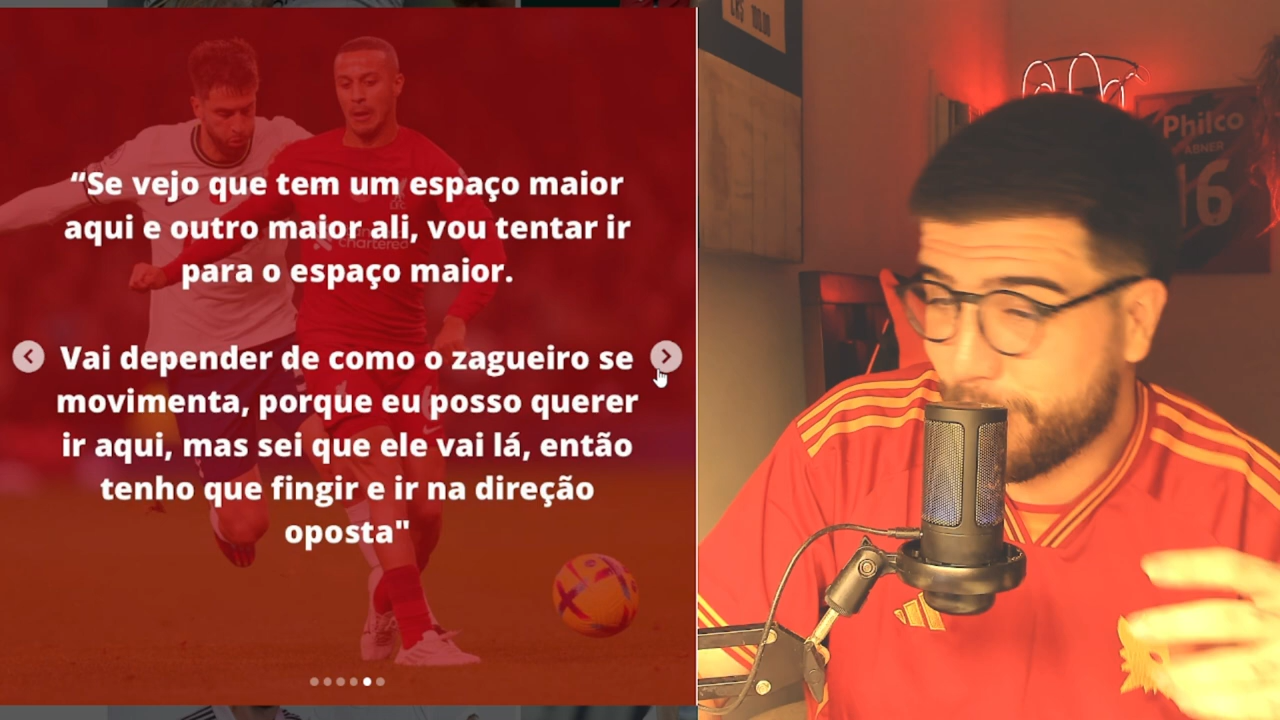 “Se vejo que tem um espaço maior
aqui e outro maior ali, vou tentar ir
para o espaço maior.
Vai depender de como o zagueiro se
movimenta, porque eu posso querer
ir aqui, mas sei que ele vai lá, então
tenho que fingir e ir na direção
oposta"
chartered
Philco
ABNER
16